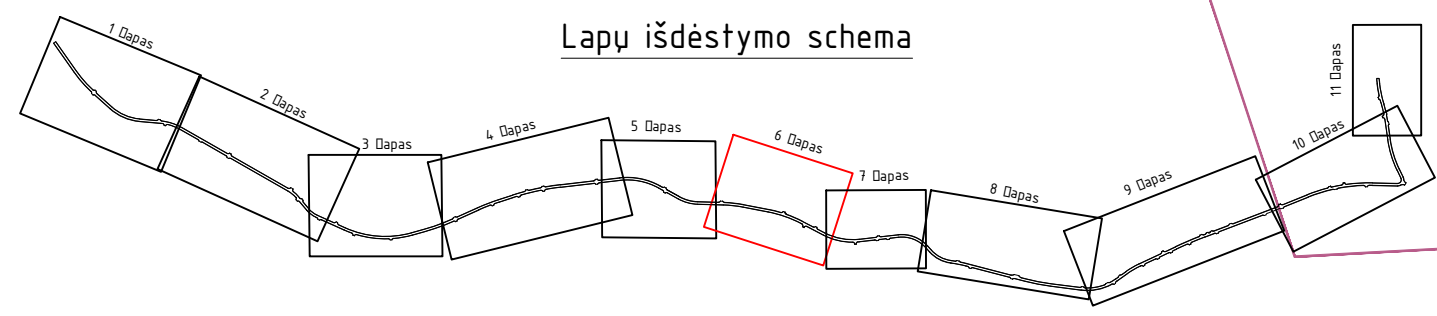 Lapų išdėstymo schema
1 ▯apas
2 ▯apas
3 ▯apas
4 ▯apas
5 ▯apas
6 ▯apas
7 ▯apas
8 ▯apas
9 ▯apas
10 ▯apas
11 ▯apas